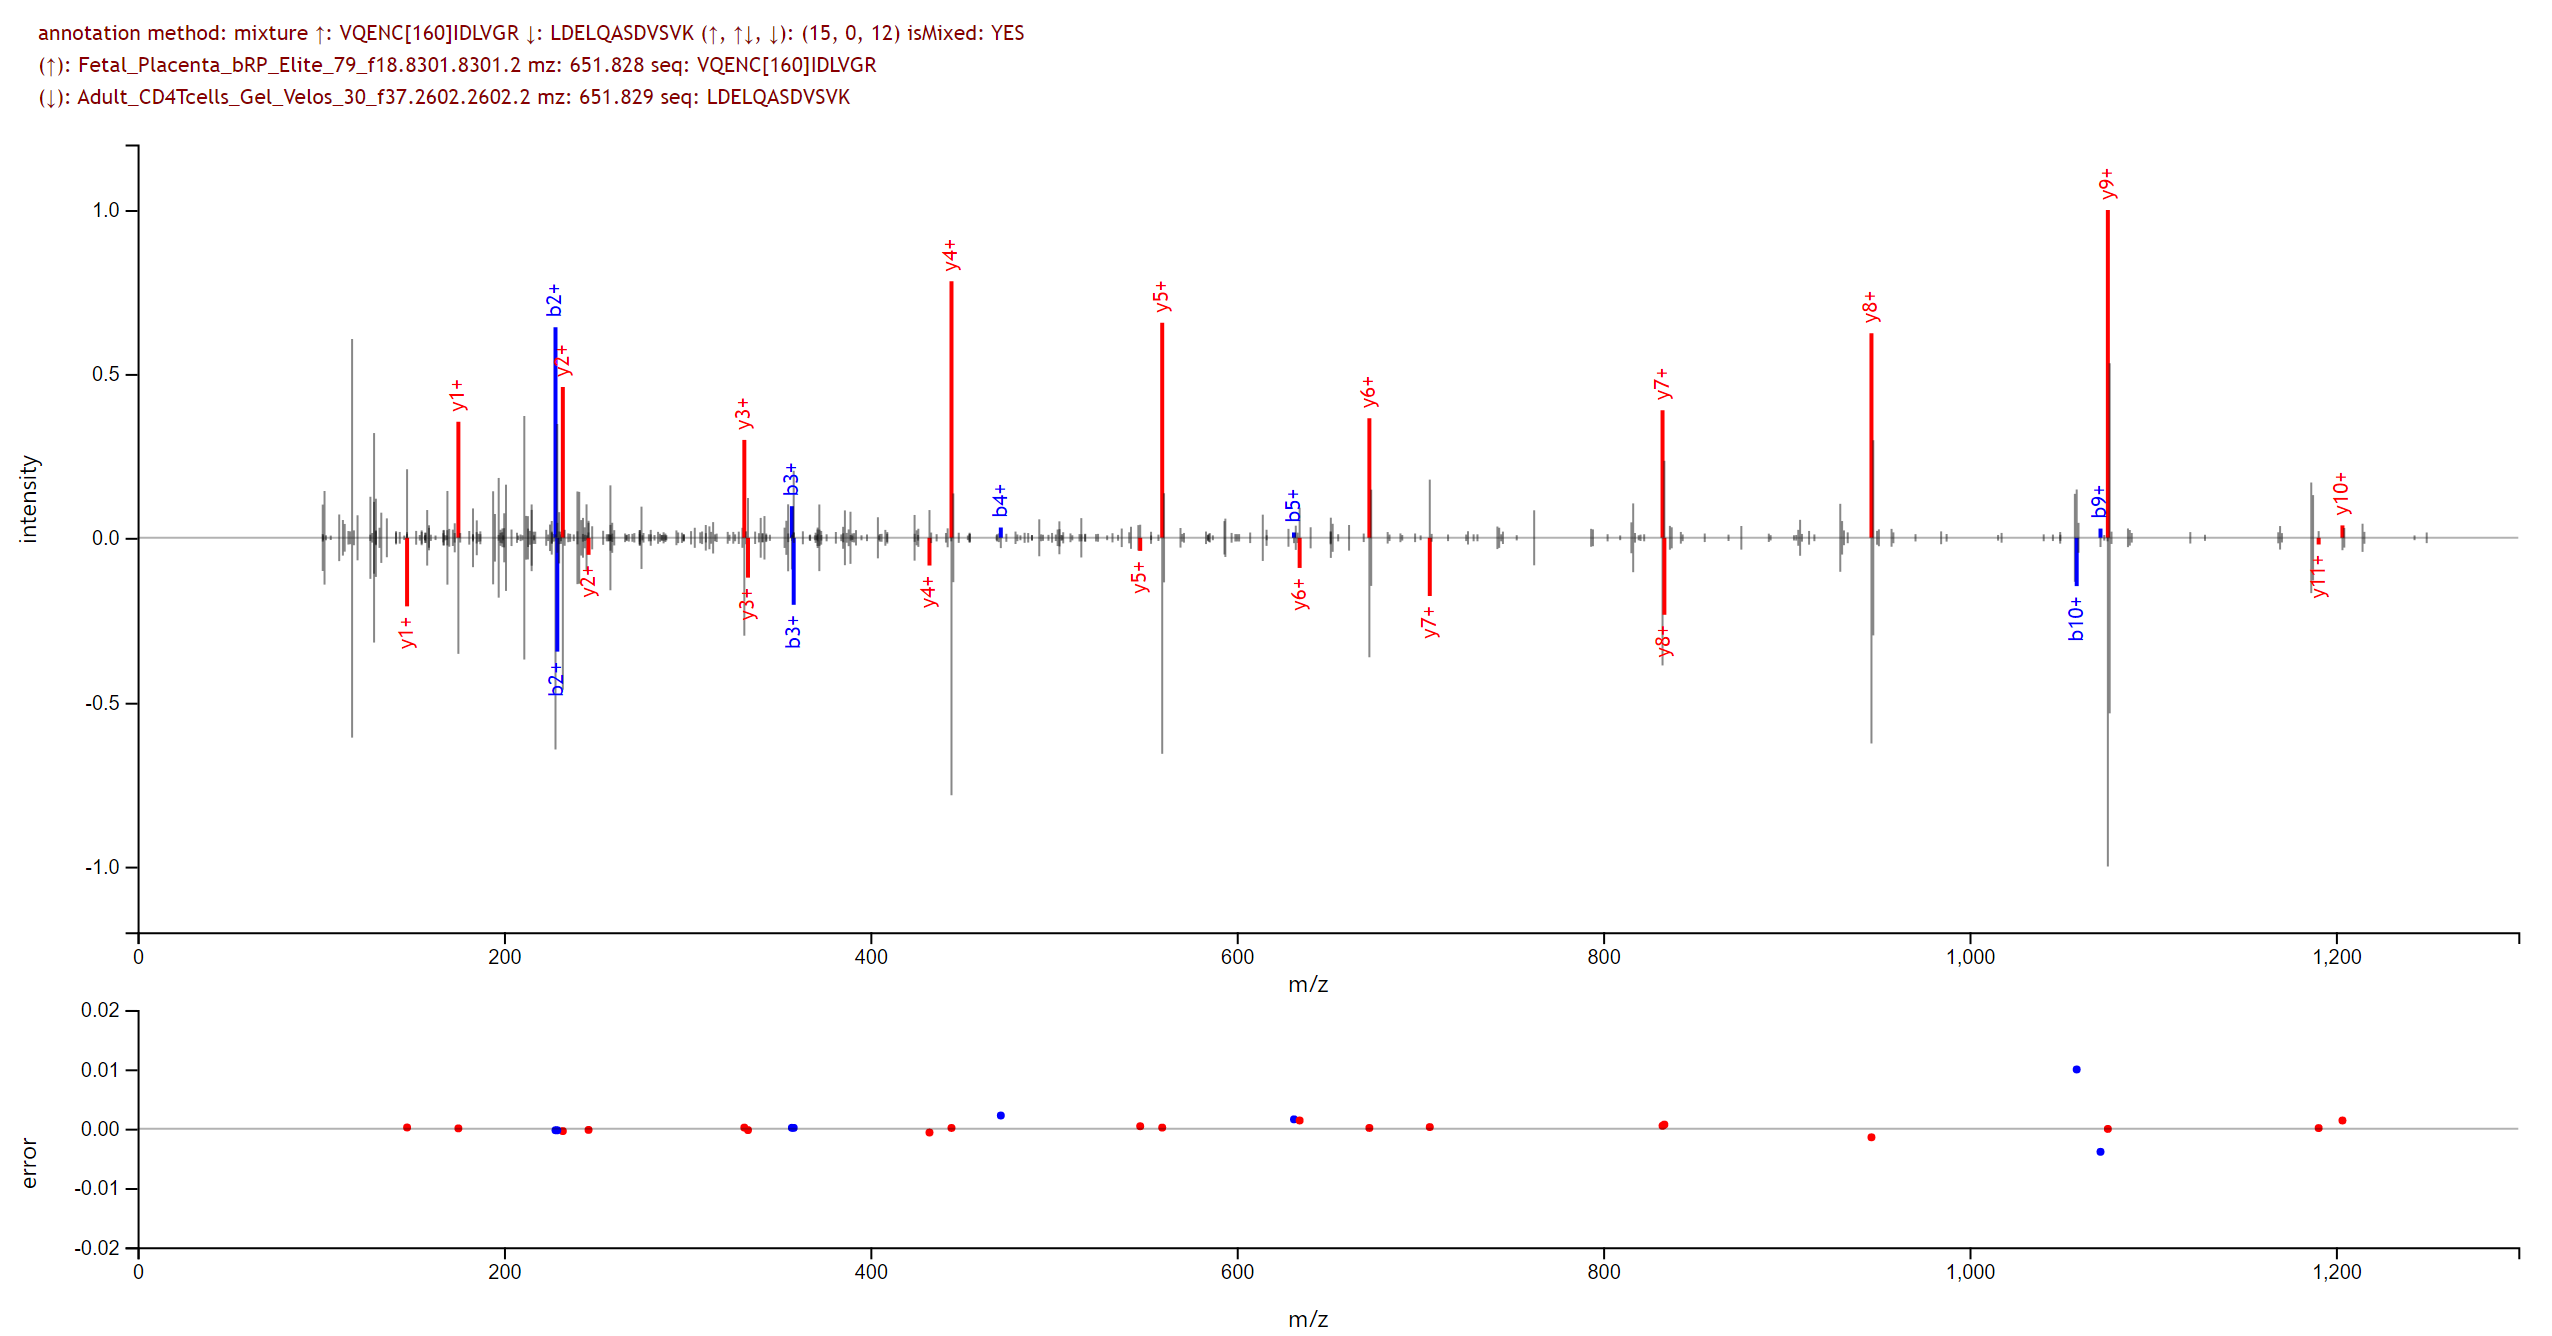 annotation method: mixture ↑: VQENC[160]IDLVGR ↓: LDELQASDVSVK (↑, ↑↓, ↓): (15, 0, 12) isMixed: YES
(↑): Fetal_Placenta_bRP_Elite_79_f18.8301.8301.2 mz: 651.828 seq: VQENC[160]IDLVGR
(↓): Adult_CD4Tcells_Gel_Velos_30_f37.2602.2602.2 mz: 651.829 seq: LDELQASDVSVK
y9+
y4+
b2+
y5+
y8+
y2+
y7+
y1+
y6+
y3+
b3+
y10+
b4+
b9+
b5+
y11+
y5+
y2+
y4+
y6+
y3+
y7+
b10+
y1+
b3+
y8+
b2+
1.0
0.5
0.0
-0.5
-1.0
intensity
0
200
400
600
800
1,000
1,200
m/z
0.02
0.01
0.00
-0.01
-0.02
error
0
200
400
600
800
1,000
1,200
m/z